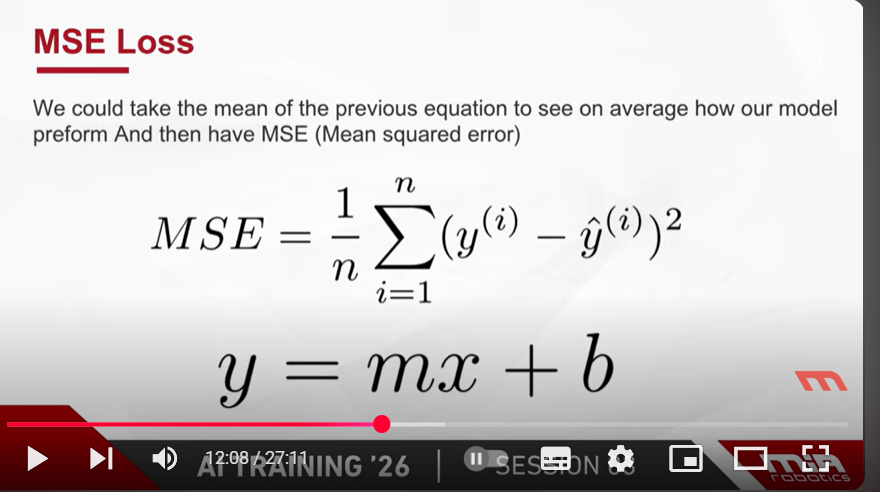 MSE Loss
We could take the mean of the previous equation to see on average how our model
preform And then have MSE (Mean squared error)
MSE = \frac{1}{n} \sum_{i=1}^{n} (y^{(i)} - \hat{y}^{(i)})^2
y = mx + b
12:08 / 27:11
AI TRAINING '26 | SESSION
MIA
robotics